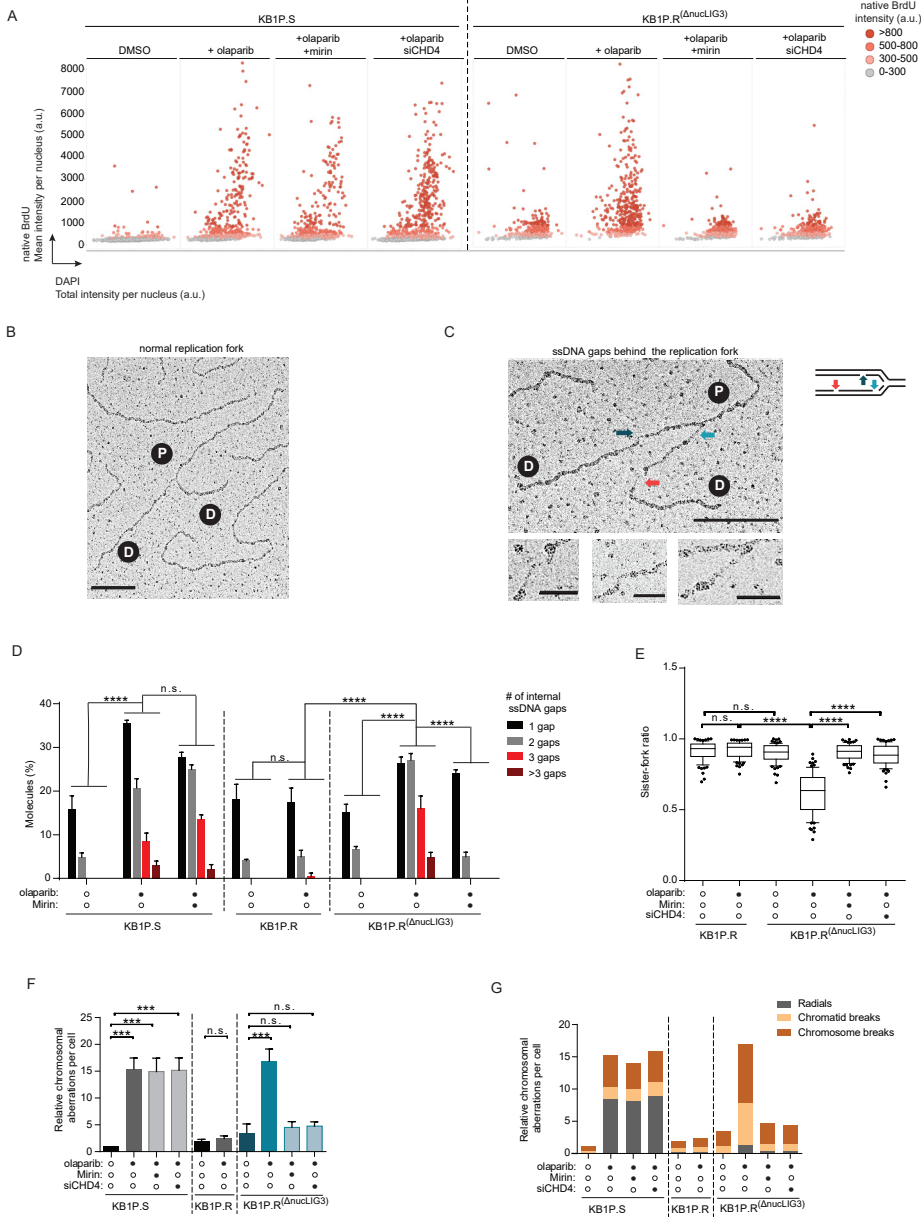 A
KB1P.S
KB1P.R(ΔnucLIG3)
native BrdU
intensity (a.u.)
>800
500-800
300-500
0-300
DMSO
+ olaparib
+olaparib
+mirin
+olaparib
siCHD4
DMSO
+ olaparib
+olaparib
+mirin
+olaparib
siCHD4
8000
7000
6000
5000
4000
3000
2000
1000
0
native BrdU
Mean intensity per nucleus (a.u.)
DAPI
Total intensity per nucleus (a.u.)
B
normal replication fork
P
D
D
C
ssDNA gaps behind the replication fork
P
D
D
D
# of internal
ssDNA gaps
1 gap
2 gaps
3 gaps
>3 gaps
Molecules (%)
40
30
20
10
0
****
n.s.
n.s.
****
****
****
olaparib:
Mirin:
KB1P.S
KB1P.R
KB1P.R(ΔnucLIG3)
E
Sister-fork ratio
1.5
1.0
0.5
0.0
n.s.
****
n.s.
****
****
olaparib:
Mirin:
siCHD4:
KB1P.R
KB1P.R(ΔnucLIG3)
F
Relative chromosomal
aberrations per cell
25
20
15
10
5
0
***
***
***
n.s.
n.s.
n.s.
***
olaparib:
Mirin:
siCHD4:
KB1P.S
KB1P.R
KB1P.R(ΔnucLIG3)
G
Radials
Chromatid breaks
Chromosome breaks
Relative chromosomal
aberrations per cell
20
15
10
5
0
olaparib:
Mirin:
siCHD4:
KB1P.S
KB1P.R
KB1P.R(ΔnucLIG3)